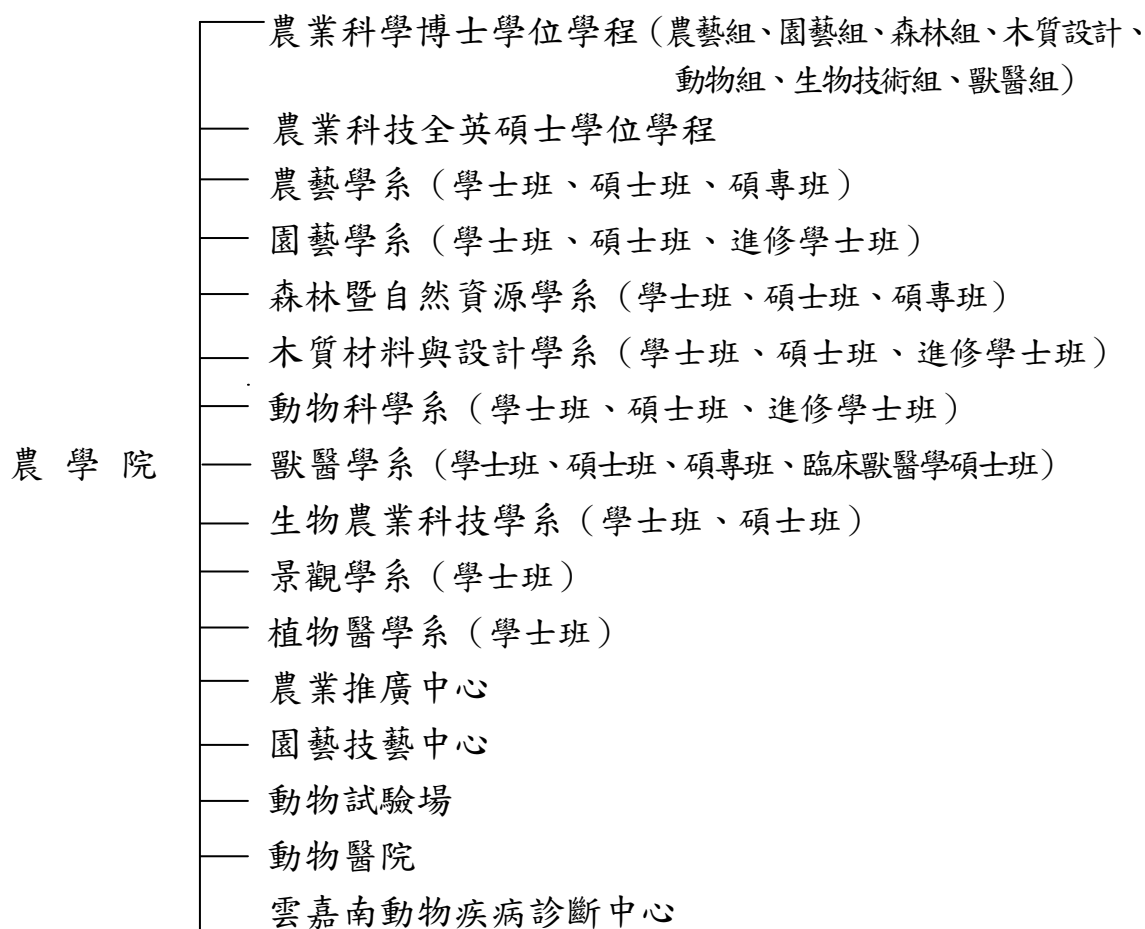 農業科學博士學位學程（農藝組、園藝組、森林組、木質設計、
動物組、生物技術組、獸醫組）
農業科技全英碩士學位學程
農藝學系（學士班、碩士班、碩專班）
園藝學系（學士班、碩士班、進修學士班）
森林暨自然資源學系（學士班、碩士班、碩專班）
木質材料與設計學系（學士班、碩士班、進修學士班）
動物科學系（學士班、碩士班、進修學士班）
農學院
獸醫學系（學士班、碩士班、碩專班、臨床獸醫學碩士班）
生物農業科技學系（學士班、碩士班）
景觀學系（學士班）
植物醫學系（學士班）
農業推廣中心
園藝技藝中心
動物試驗場
動物醫院
雲嘉南動物疾病診斷中心